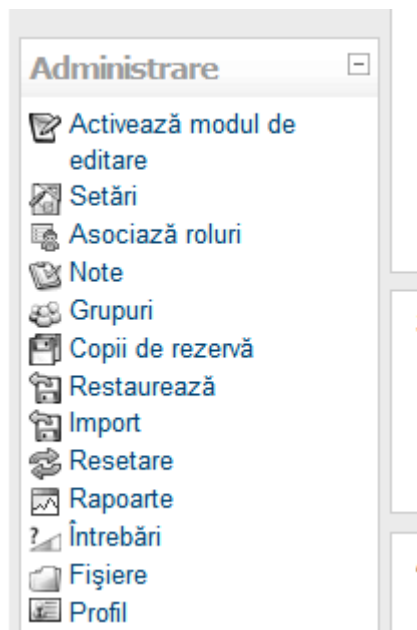 Administrare
Activează modul de
editare
Setări
Asociază roluri
Note
Grupuri
Copii de rezervă
Restaurează
Import
Resetare
Rapoarte
Întrebări
Fişiere
Profil